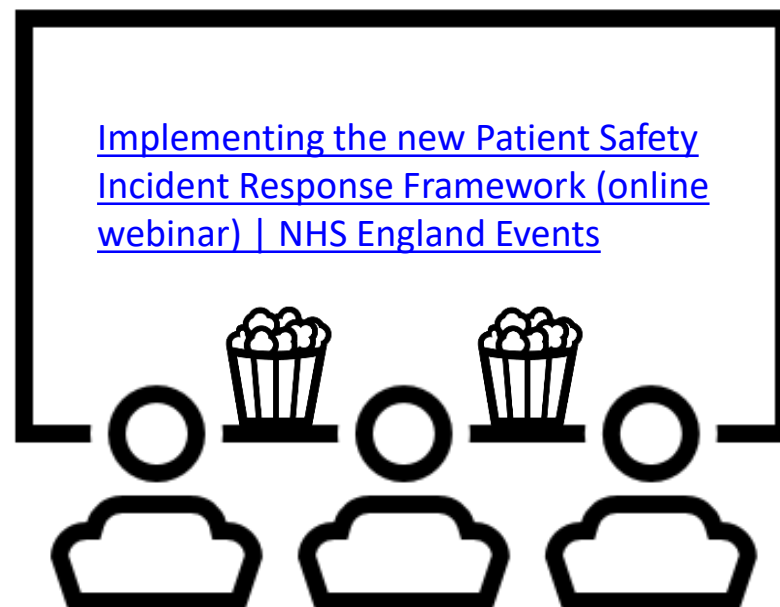 Implementing the new Patient Safety
Incident Response Framework (online
webinar) | NHS England Events